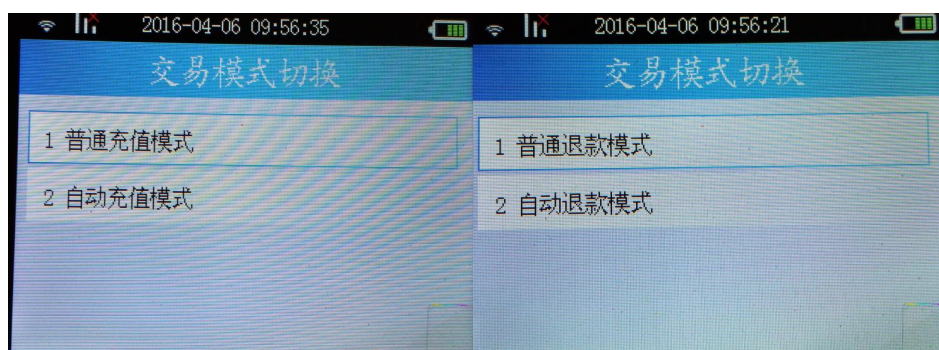 2016-04-06 09:56:35
交易模式切换
1 普通充值模式
2 自动充值模式
2016-04-06 09:56:21
交易模式切换
1 普通退款模式
2 自动退款模式